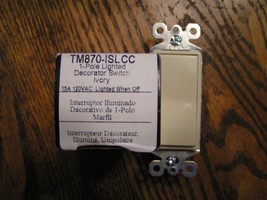 TM870-ISLCC
1-Pole Lighted
Decorator Switch
Ivory
15A 120VAC; Lighted When Off
Interruptor Iluminado
Decorativo de 1-Polo
Marfil
Interrupteur Décorateur,
Illuminé, Unipolaire